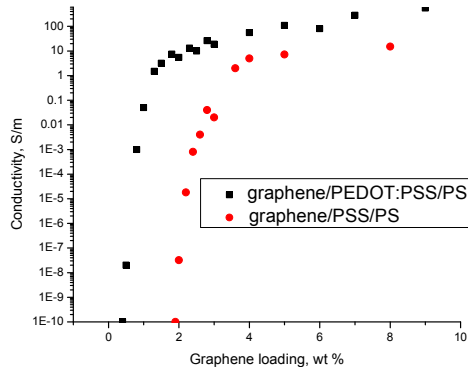 100
10
1
0.1
0.01
1E-3
1E-4
1E-5
1E-6
1E-7
1E-8
1E-9
1E-10
Conductivity, S/m
graphene/PEDOT:PSS/PS
graphene/PSS/PS
0 2 4 6 8 10
Graphene loading, wt %